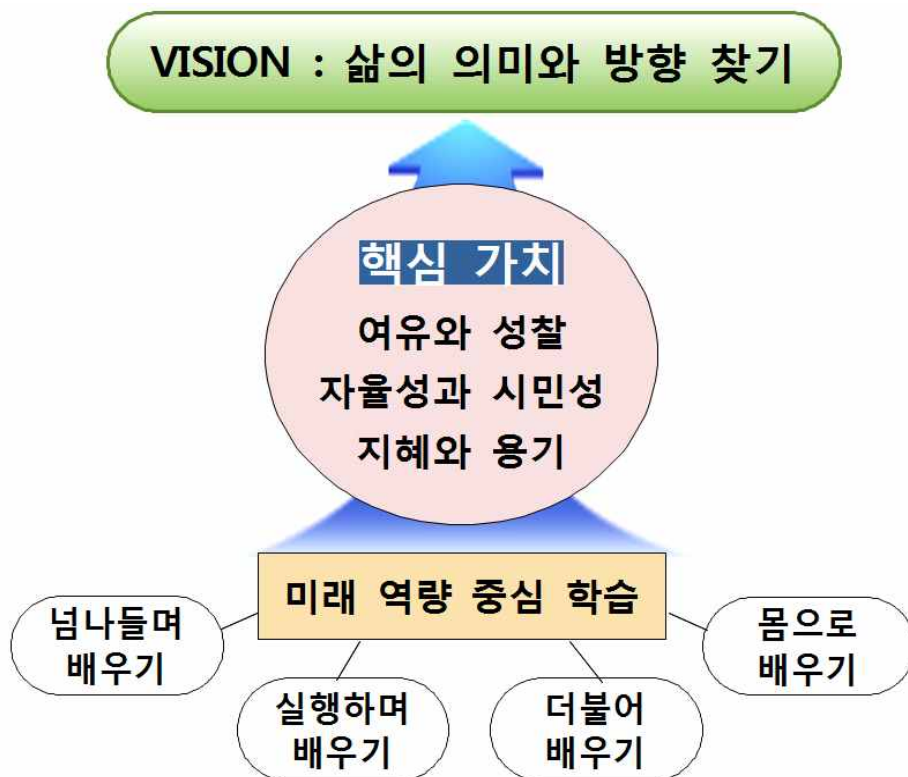 VISION : 삶의 의미와 방향 찾기
핵심 가치
여유와 성찰
자율성과 시민성
지혜와 용기
미래 역량 중심 학습
넘나들며
배우기
실행하며
배우기
더불어
배우기
몸으로
배우기